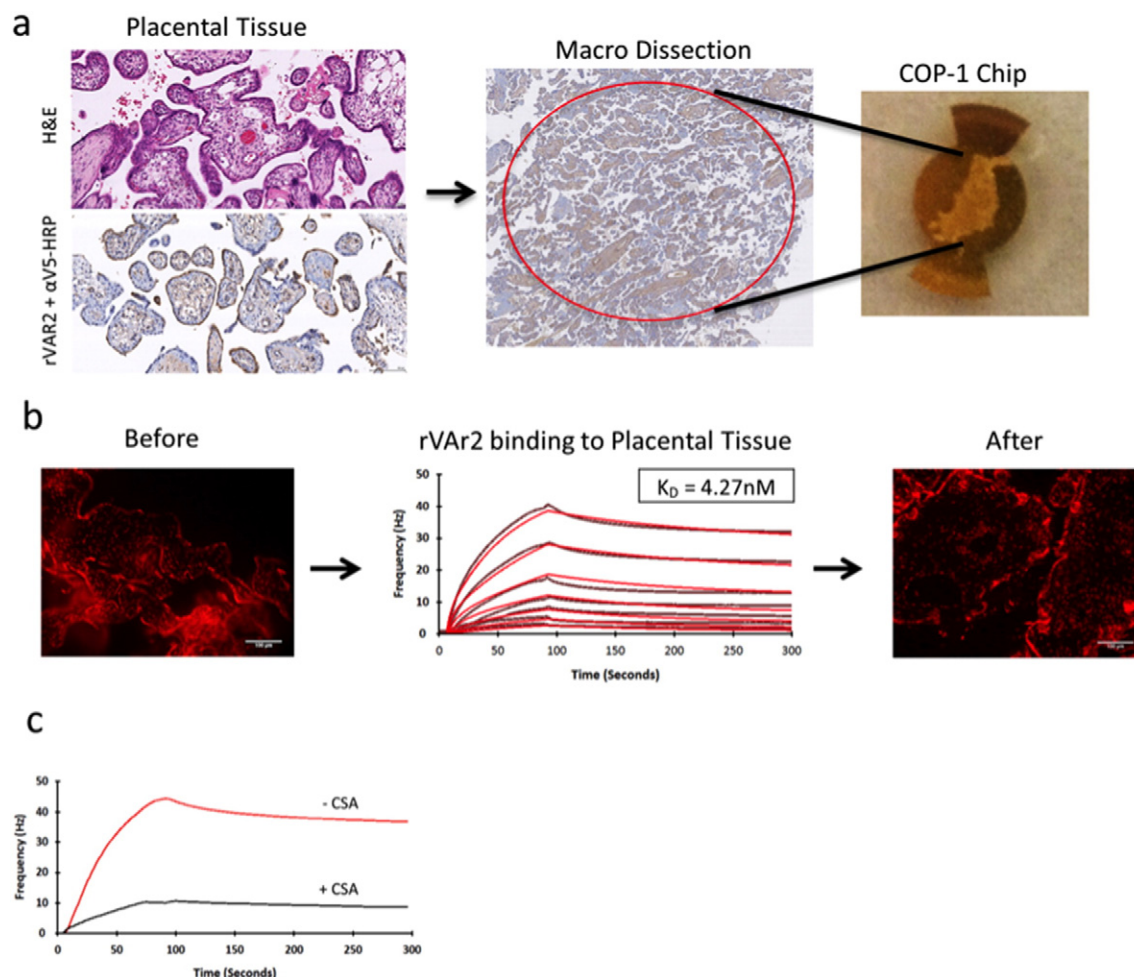 a
Placental Tissue
H&E
rVAR2 + αV5-HRP
Macro Dissection
COP-1 Chip
b
Before
rVAr2 binding to Placental Tissue
After
K_D = 4.27nM
Frequency (Hz)
50
40
30
20
10
0
0 50 100 150 200 250 300
Time (Seconds)
100 μm
c
Frequency (Hz)
50
40
30
20
10
0
- CSA
+ CSA
0 50 100 150 200 250 300
Time (Seconds)